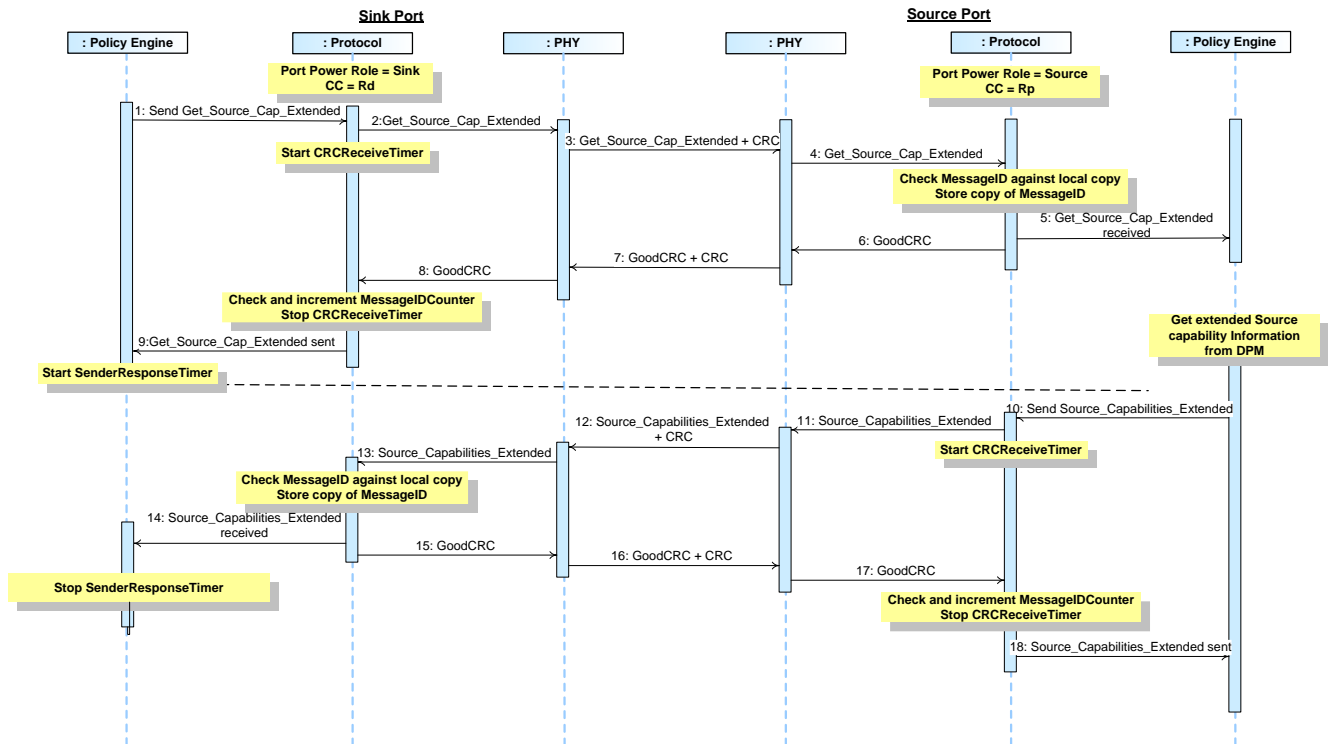 Sink Port
Source Port
: Policy Engine
: Protocol
: PHY
: PHY
: Protocol
: Policy Engine
Port Power Role = Sink
CC = Rd
Port Power Role = Source
CC = Rp
1: Send Get_Source_Cap_Extended
2:Get_Source_Cap_Extended
Start CRCReceiveTimer
3: Get_Source_Cap_Extended + CRC
4: Get_Source_Cap_Extended
Check MessageID against local copy
Store copy of MessageID
5: Get_Source_Cap_Extended
received
6: GoodCRC
7: GoodCRC + CRC
8: GoodCRC
Check and increment MessageIDCounter
Stop CRCReceiveTimer
9:Get_Source_Cap_Extended sent
Start SenderResponseTimer
Get extended Source
capability Information
from DPM
10: Send Source_Capabilities_Extended
11: Source_Capabilities_Extended
Start CRCReceiveTimer
12: Source_Capabilities_Extended
+ CRC
13: Source_Capabilities_Extended
Check MessageID against local copy
Store copy of MessageID
14: Source_Capabilities_Extended
received
15: GoodCRC
16: GoodCRC + CRC
17: GoodCRC
Stop SenderResponseTimer
Check and increment MessageIDCounter
Stop CRCReceiveTimer
18: Source_Capabilities_Extended sent